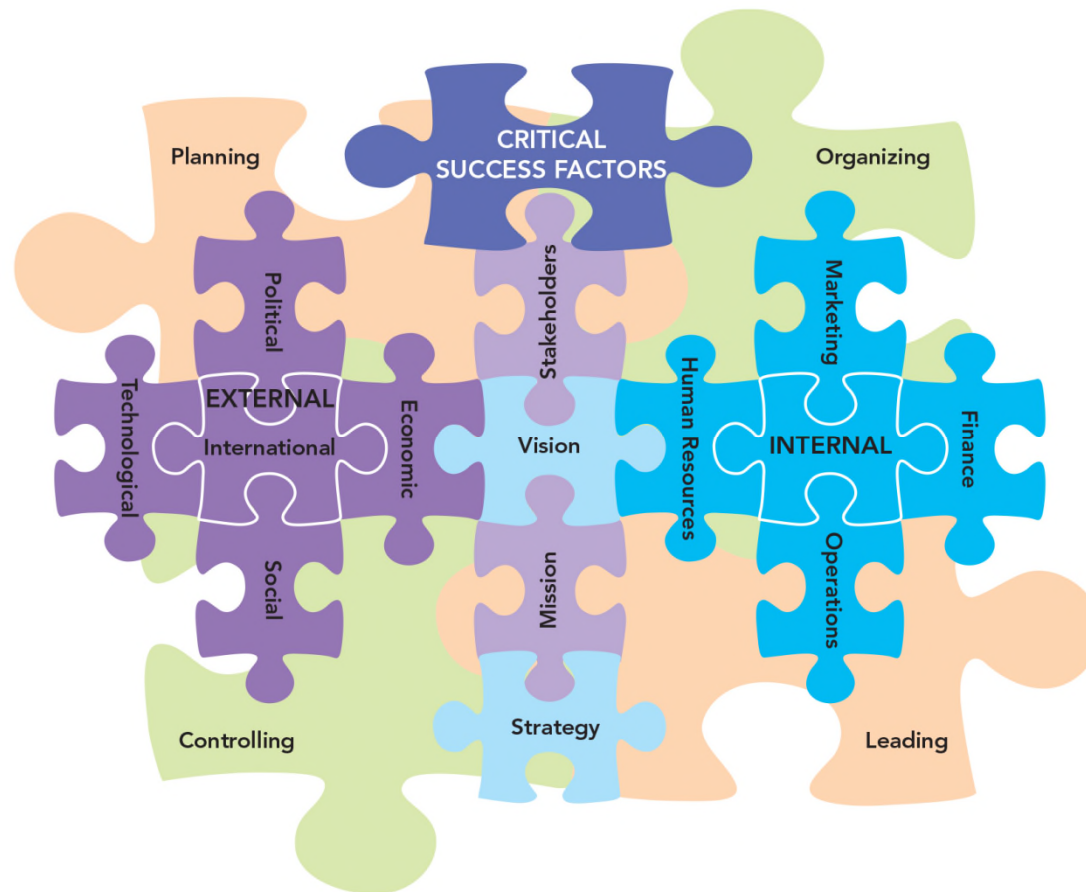 CRITICAL
SUCCESS FACTORS
Planning
Organizing
Political
Stakeholders
Marketing
Technological
EXTERNAL
International
Economic
Vision
Human Resources
INTERNAL
Finance
Social
Mission
Operations
Controlling
Strategy
Leading